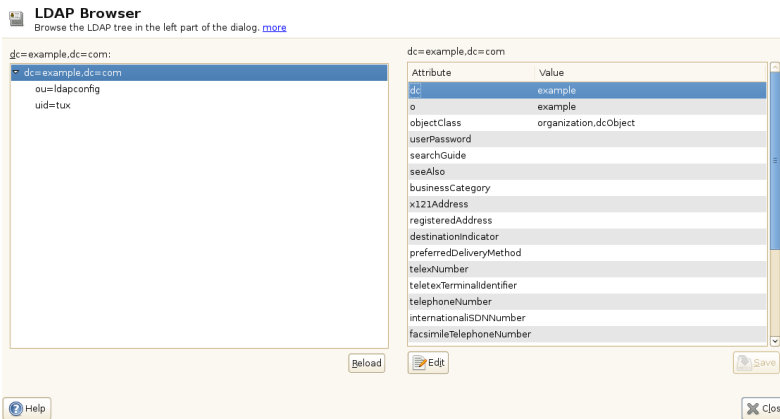 LDAP Browser
Browse the LDAP tree in the left part of the dialog. more
dc=example,dc=com:
dc=example,dc=com
ou=ldapconfig
uid=tux
Reload
dc=example,dc=com
Attribute Value
dc example
o example
objectClass organization,dcObject
userPassword
searchGuide
seeAlso
businessCategory
x121Address
registeredAddress
destinationIndicator
preferredDeliveryMethod
telexNumber
teletexTerminalIdentifier
telephoneNumber
internationaliSDNNumber
facsimileTelephoneNumber
Edit Save
Help Clos